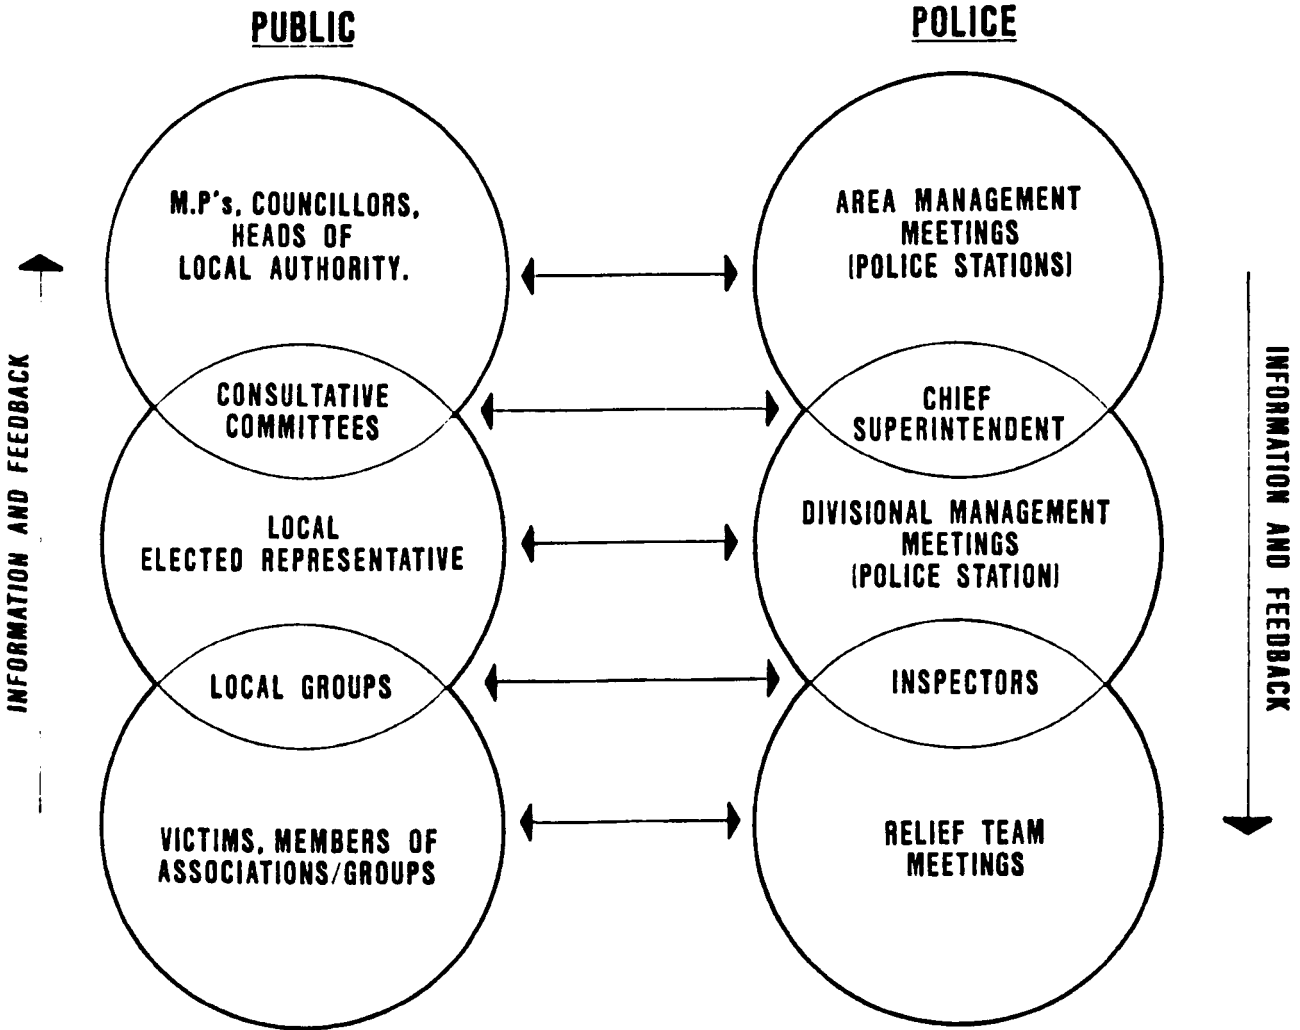 PUBLIC
POLICE
M.P's, COUNCILLORS,
HEADS OF
LOCAL AUTHORITY.
AREA MANAGEMENT
MEETINGS
(POLICE STATIONS)
CONSULTATIVE
COMMITTEES
CHIEF
SUPERINTENDENT
LOCAL
ELECTED REPRESENTATIVE
DIVISIONAL MANAGEMENT
MEETINGS
(POLICE STATION)
LOCAL GROUPS
INSPECTORS
VICTIMS, MEMBERS OF
ASSOCIATIONS/GROUPS
RELIEF TEAM
MEETINGS
INFORMATION AND FEEDBACK
INFORMATION AND FEEDBACK